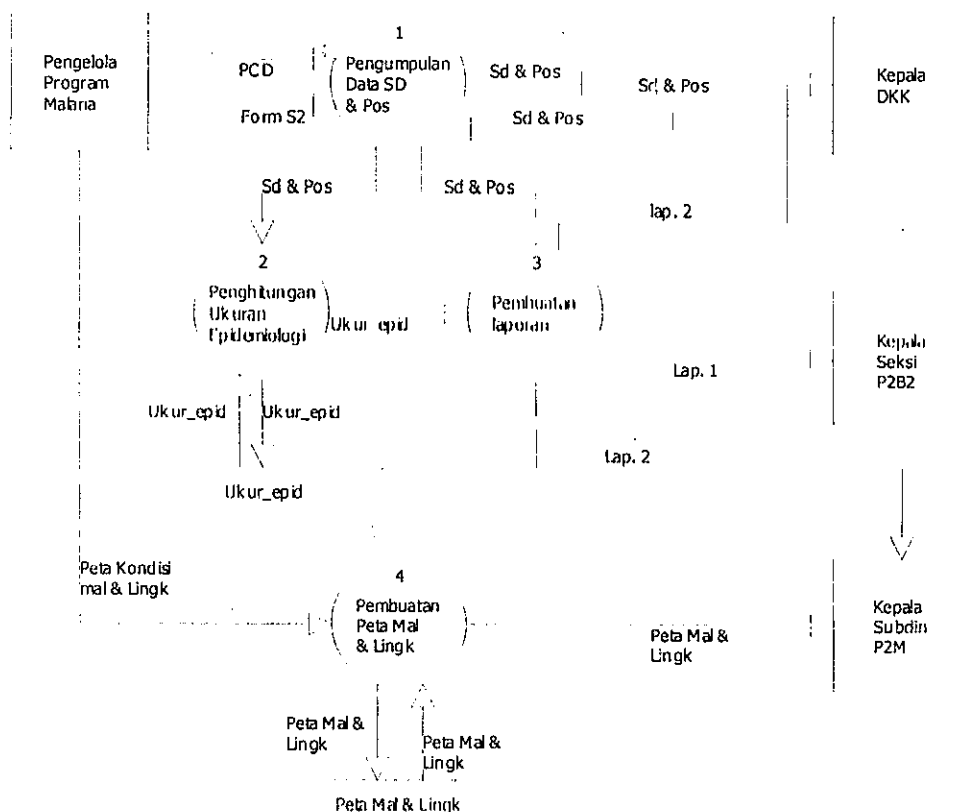 1
Pengelola
Program
Malaria
PCD
Form S2
Pengumpulan
Data SD
& Pos
Sd & Pos
Sd & Pos
Sd & Pos
Kepala
DKK
Sd & Pos
Sd & Pos
lap. 2
2
Penghitungan
Ukuran
Epidemiologi
Ukur_epid
3
Pembuatan
laporan
Kepala
Seksi
P2B2
Lap. 1
Ukur_epid
Ukur_epid
Lap. 2
Ukur_epid
Peta Kondisi
mal & Lingk
4
Pembuatan
Peta Mal
& Lingk
Peta Mal &
Lingk
Kepala
Subdin
P2M
Peta Mal &
Lingk
Peta Mal &
Lingk
Peta Mal & Lingk